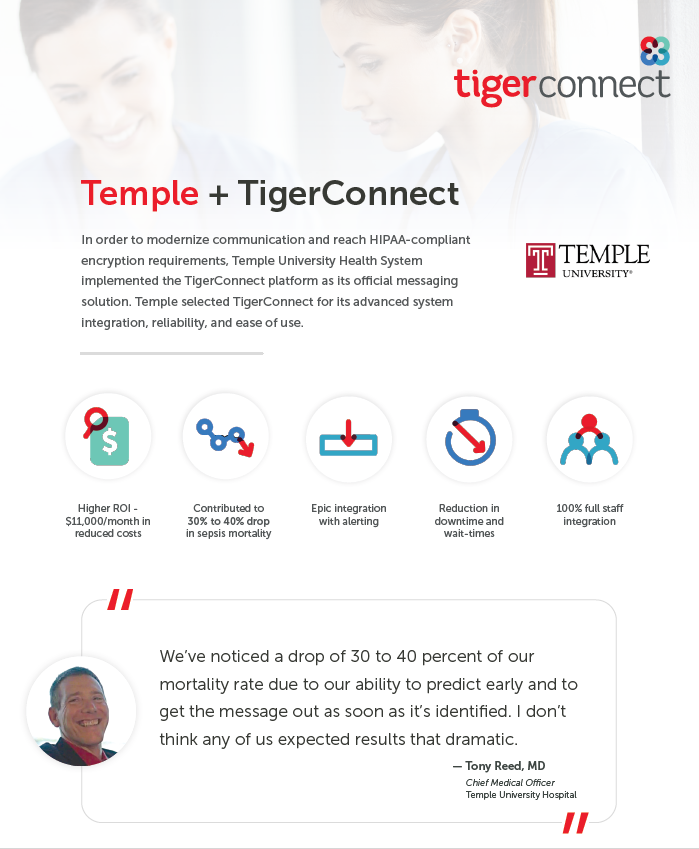 tigerconnect
Temple + TigerConnect
In order to modernize communication and reach HIPAA-compliant
encryption requirements, Temple University Health System
implemented the TigerConnect platform as its official messaging
solution. Temple selected TigerConnect for its advanced system
integration, reliability, and ease of use.
T TEMPLE
UNIVERSITY®
$
Higher ROI -
$11,000/month in
reduced costs
Contributed to
30% to 40% drop
in sepsis mortality
Epic integration
with alerting
Reduction in
downtime and
wait-times
100% full staff
integration
We’ve noticed a drop of 30 to 40 percent of our
mortality rate due to our ability to predict early and to
get the message out as soon as it’s identified. I don’t
think any of us expected results that dramatic.
— Tony Reed, MD
Chief Medical Officer
Temple University Hospital